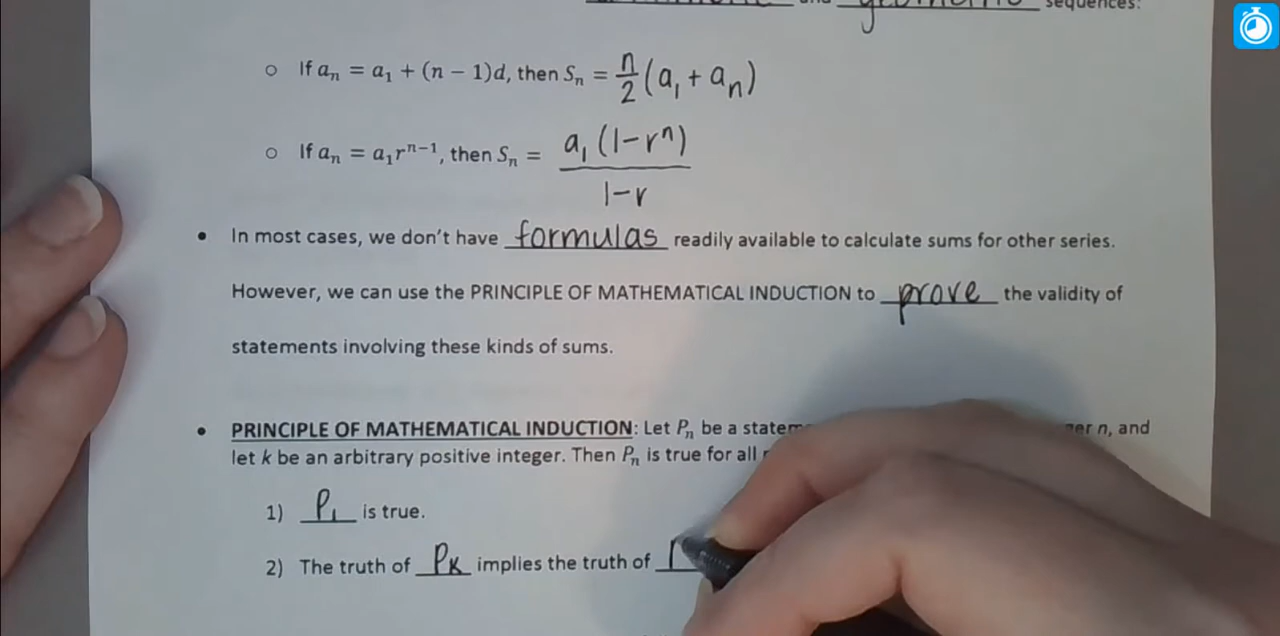 sequences:
○ If aₙ = a₁ + (n − 1)d, then Sₙ = n/2 (a₁ + aₙ)
○ If aₙ = a₁rⁿ⁻¹, then Sₙ = a₁(1−rⁿ)/1−r
• In most cases, we don't have formulas readily available to calculate sums for other series.
However, we can use the PRINCIPLE OF MATHEMATICAL INDUCTION to prove the validity of
statements involving these kinds of sums.
• PRINCIPLE OF MATHEMATICAL INDUCTION: Let Pₙ be a n, and
let k be an arbitrary positive integer. Then Pₙ is true for all
1) P₁ is true.
2) The truth of Pₖ implies the truth of